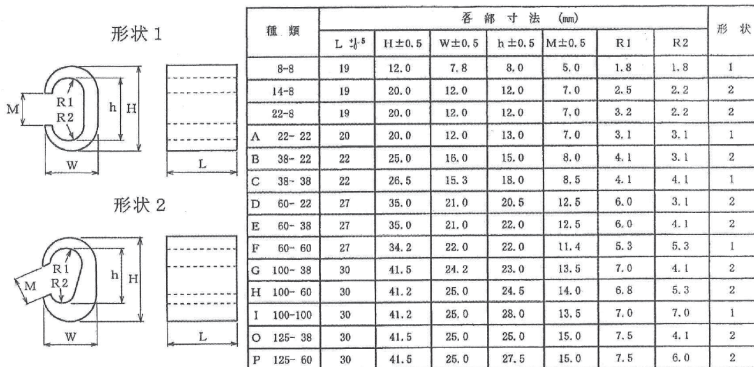 形状1
M
R1
R2
h
H
W
L
形状2
M
R1
R2
h
H
W
L
種類 各部寸法 (mm) 形状
L +1.5 -0 H±0.5 W±0.5 h±0.5 M±0.5 R1 R2
8-8 19 12.0 7.8 8.0 5.0 1.8 1.8 1
14-8 19 20.0 12.0 12.0 7.0 2.5 2.2 2
22-8 19 20.0 12.0 12.0 7.0 3.2 2.2 2
A 22-22 20 20.0 12.0 13.0 7.0 3.1 3.1 1
B 38-22 22 25.0 16.0 15.0 8.0 4.1 3.1 2
C 38-38 22 26.5 15.3 18.0 8.5 4.1 4.1 1
D 60-22 27 35.0 21.0 20.5 12.5 6.0 3.1 2
E 60-38 27 35.0 21.0 22.0 12.5 6.0 4.1 2
F 60-60 27 34.2 22.0 22.0 11.4 5.3 5.3 1
G 100-38 30 41.5 24.2 23.0 13.5 7.0 4.1 2
H 100-60 30 41.2 25.0 24.5 14.0 6.8 5.3 2
I 100-100 30 41.2 25.0 28.0 13.5 7.0 7.0 1
O 125-38 30 41.5 25.0 25.0 15.0 7.5 4.1 2
P 125-60 30 41.5 25.0 27.5 15.0 7.5 6.0 2